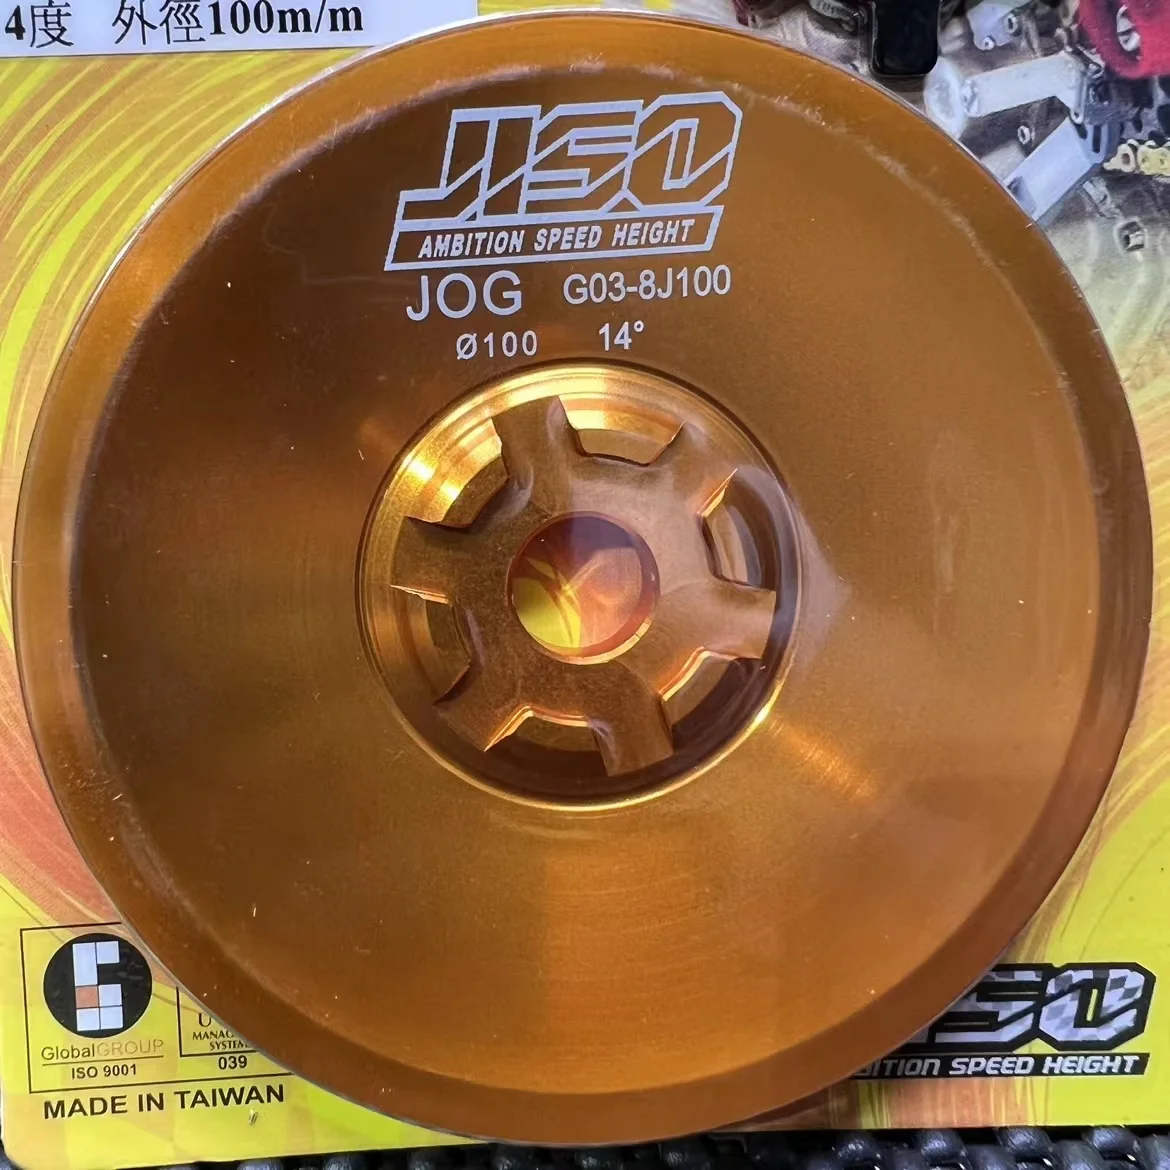 4度 外徑100m/m
JISO
AMBITION SPEED HEIGHT
JOG G03-8J100
Ø100 14°
GlobalGROUP
ISO 9001
039
MADE IN TAIWAN
SPEED HEIGHT